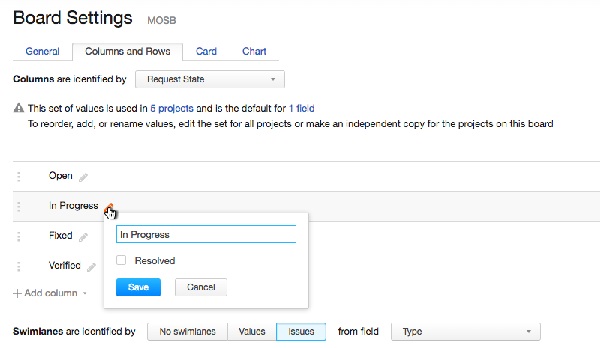 Board Settings MOSB
General Columns and Rows Card Chart
Columns are identified by Request State
This set of values is used in 6 projects and is the default for 1 field
To reorder, add, or rename values, edit the set for all projects or make an independent copy for the projects on this board
Open
In Progress
In Progress
Fixed
Resolved
Verified
Save Cancel
+ Add column
Swimlanes are identified by No swimlanes Values Issues from field Type